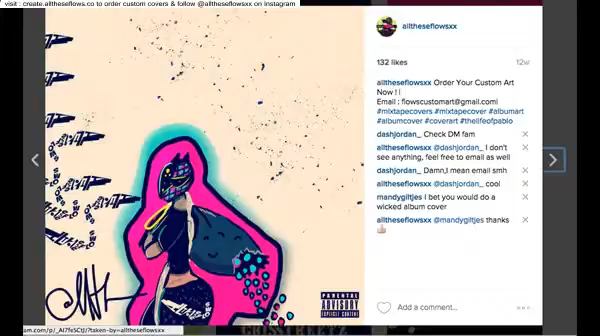 visit : create.alltheseflows.co to order custom covers & follow @alltheseflowsxx on Instagram
alltheseflowsxx
132 likes
12w
alltheseflowsxx Order Your Custom Art
Now ! |
Email : flowscustomart@gmail.coml
#mixtapecovers #mixtapecover #albumart
#albumcover #coverart #thelifeofpablo
dashjordan_ Check DM fam
alltheseflowsxx @dashjordan_ I don't
see anything, feel free to email as well
dashjordan_ Damn,I mean email smh
alltheseflowsxx @dashjordan_ cool
mandygiltjes I bet you would do a
wicked album cover
alltheseflowsxx @mandygiltjes thanks
Add a comment...
PARENTAL
ADVISORY
EXPLICIT CONTENT